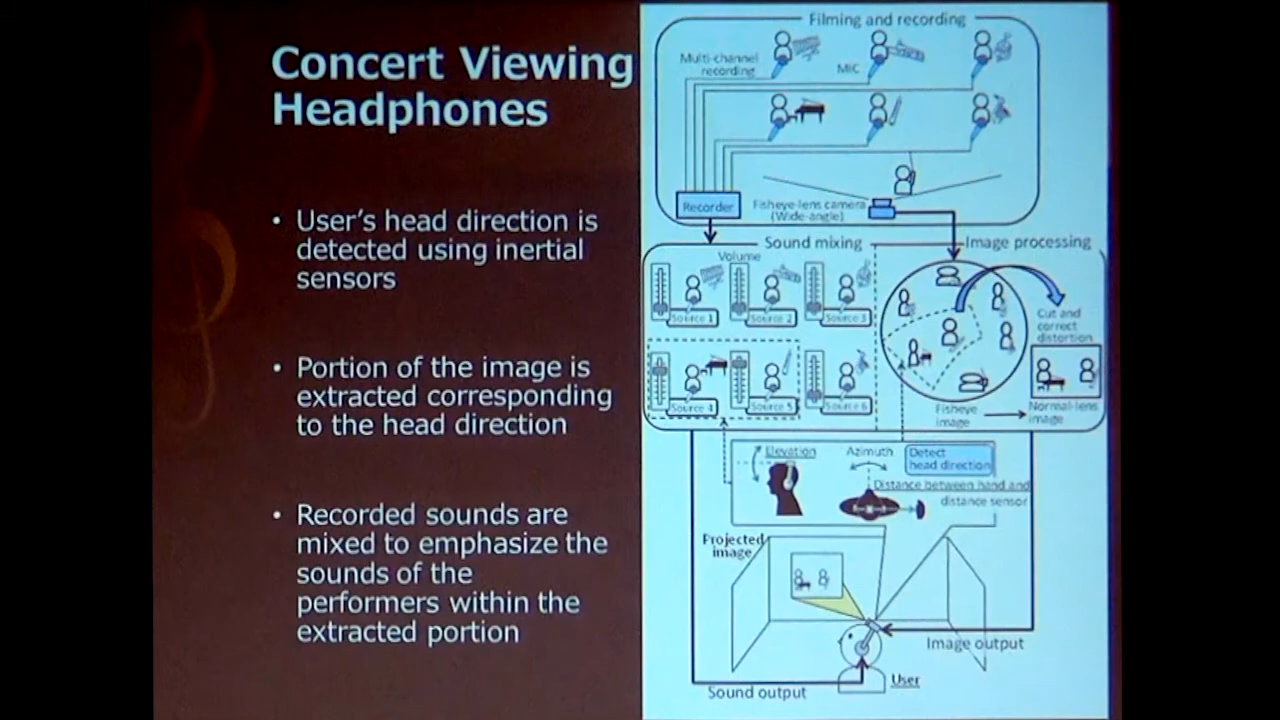 Concert Viewing
Headphones
• User's head direction is
detected using inertial
sensors
• Portion of the image is
extracted corresponding
to the head direction
• Recorded sounds are
mixed to emphasize the
sounds of the
performers within the
extracted portion
Filming and recording
Multi-channel
recording
MIC
Recorder
Fisheye-lens camera
(Wide-angle)
Sound mixing
Image processing
Volume
Source 1
Source 2
Source 3
Cut and
correct
distortion
Source 4
Source 5
Source 6
Fisheye
image
Normal-lens
image
Elevation
Azimuth
Detect
head direction
Distance between hand and
distance sensor
Projected
image
Image output
User
Sound output